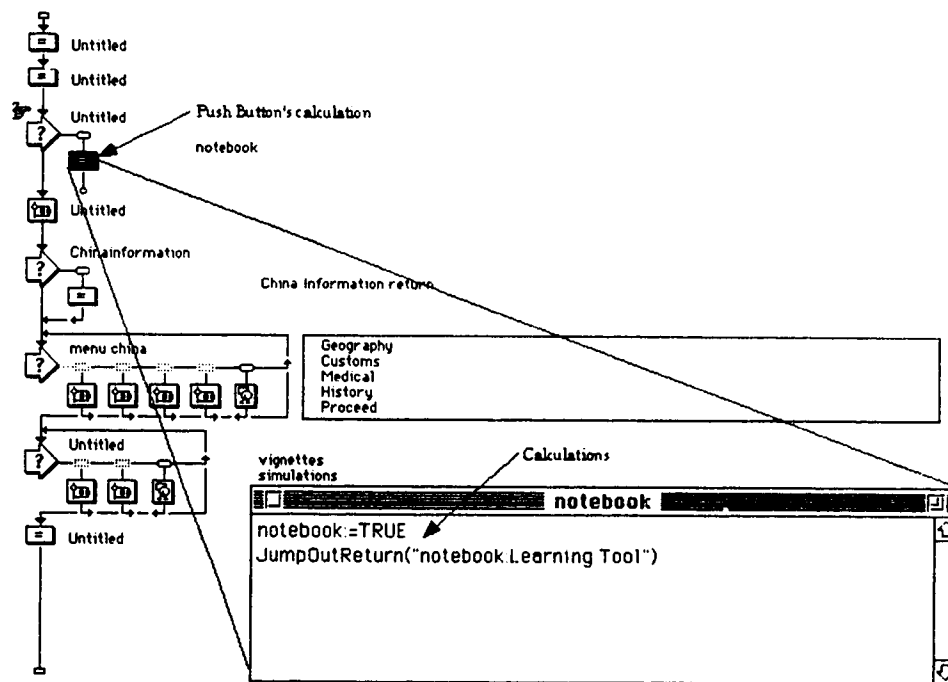 Untitled
Untitled
Untitled
Push Button's calculation
notebook
Untitled
Chinainformation
China Information return
menu china
Geography
Customs
Medical
History
Proceed
Untitled
vignettes
simulations
Calculations
notebook
notebook:=TRUE
JumpOutReturn("notebook.Learning Tool")
Untitled